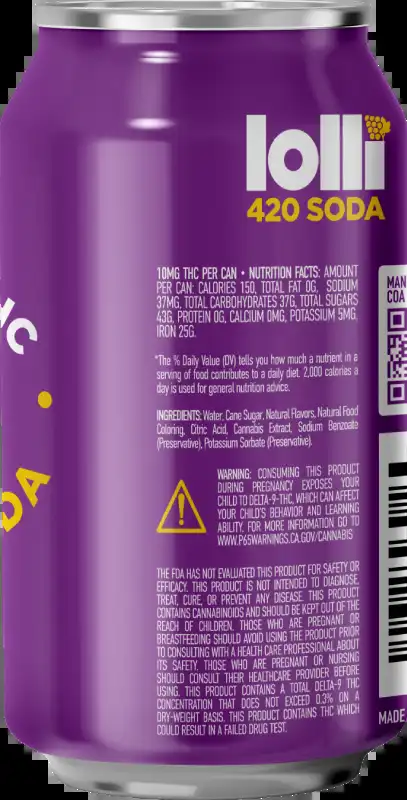 lolli
420 SODA
10MG THC PER CAN • NUTRITION FACTS: AMOUNT
PER CAN: CALORIES 150, TOTAL FAT 0G, SODIUM
37MG, TOTAL CARBOHYDRATES 37G, TOTAL SUGARS
43G, PROTEIN 0G, CALCIUM 0MG, POTASSIUM 5MG,
IRON 25G.
*The % Daily Value (DV) tells you how much a nutrient in a
serving of food contributes to a daily diet. 2,000 calories a
day is used for general nutrition advice.
INGREDIENTS: Water, Cane Sugar, Natural Flavors, Natural Food
Coloring, Citric Acid, Cannabis Extract, Sodium Benzoate
(Preservative), Potassium Sorbate (Preservative).
WARNING: CONSUMING THIS PRODUCT
DURING PREGNANCY EXPOSES YOUR
CHILD TO DELTA-9-THC, WHICH CAN AFFECT
YOUR CHILD'S BEHAVIOR AND LEARNING
ABILITY. FOR MORE INFORMATION GO TO
WWW.P65WARNINGS.CA.GOV/CANNABIS
THE FDA HAS NOT EVALUATED THIS PRODUCT FOR SAFETY OR
EFFICACY. THIS PRODUCT IS NOT INTENDED TO DIAGNOSE,
TREAT, CURE, OR PREVENT ANY DISEASE. THIS PRODUCT
CONTAINS CANNABINOIDS AND SHOULD BE KEPT OUT OF THE
REACH OF CHILDREN. THOSE WHO ARE PREGNANT OR
BREASTFEEDING SHOULD AVOID USING THE PRODUCT PRIOR
TO CONSULTING WITH A HEALTH CARE PROFESSIONAL ABOUT
ITS SAFETY. THOSE WHO ARE PREGNANT OR NURSING
SHOULD CONSULT THEIR HEALTHCARE PROVIDER BEFORE
USING. THIS PRODUCT CONTAINS A TOTAL DELTA-9 THC
CONCENTRATION THAT DOES NOT EXCEED 0.3% ON A
DRY-WEIGHT BASIS. THIS PRODUCT CONTAINS THC WHICH
COULD RESULT IN A FAILED DRUG TEST.
HC
•
DA
MAN
COA
MADE